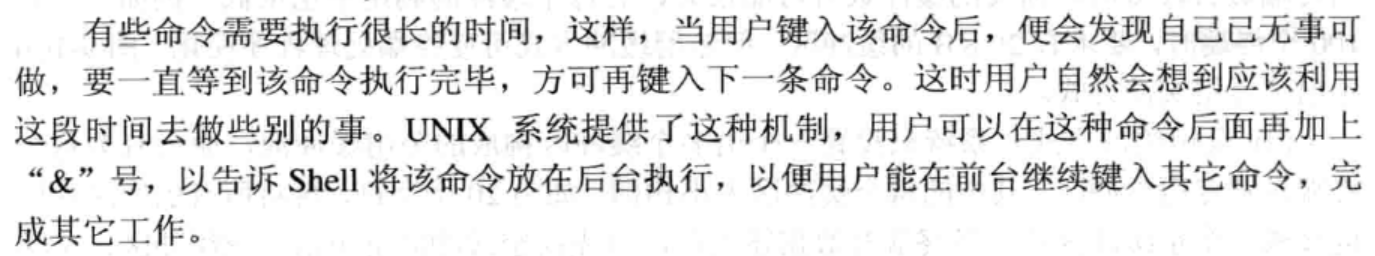 有些命令需要执行很长的时间，这样，当用户键入该命令后，便会发现自己已无事可
做，要一直等到该命令执行完毕，方可再键入下一条命令。这时用户自然会想到应该利用
这段时间去做些别的事。UNIX 系统提供了这种机制，用户可以在这种命令后面再加上
“&”号，以告诉 Shell 将该命令放在后台执行，以便用户能在前台继续键入其它命令，完
成其它工作。